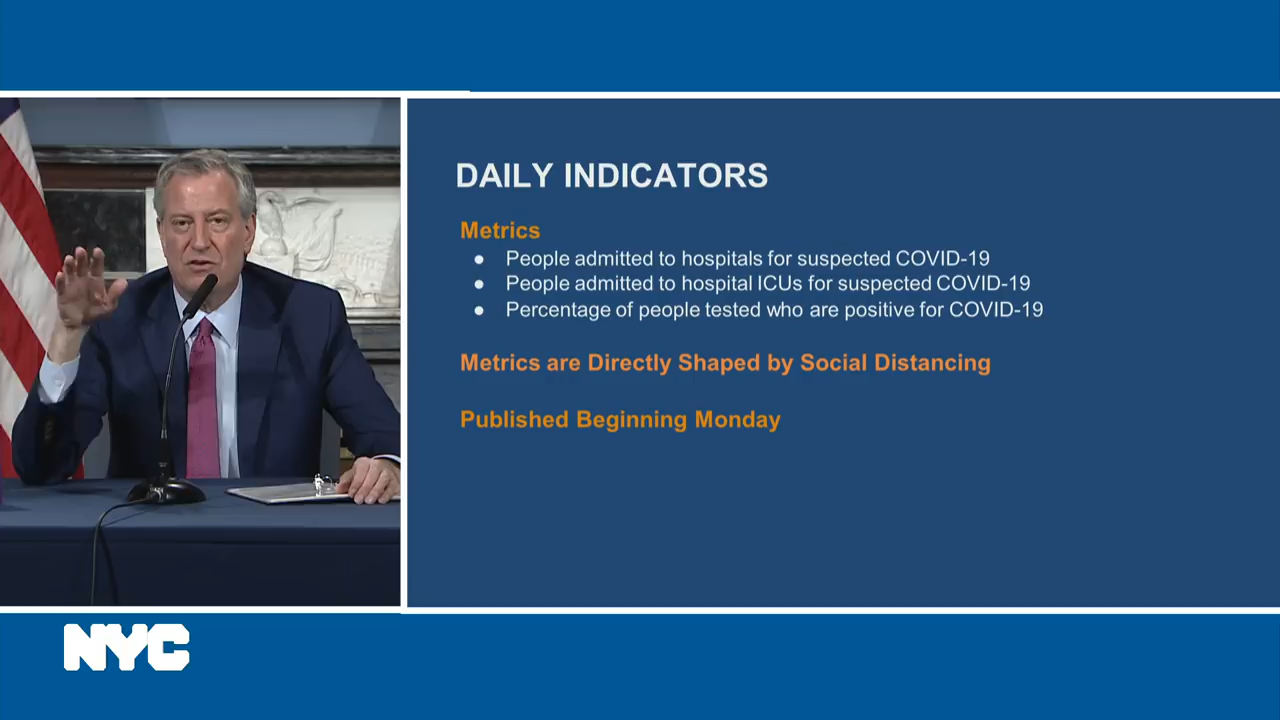 DAILY INDICATORS
Metrics
● People admitted to hospitals for suspected COVID-19
● People admitted to hospital ICUs for suspected COVID-19
● Percentage of people tested who are positive for COVID-19
Metrics are Directly Shaped by Social Distancing
Published Beginning Monday
NYC